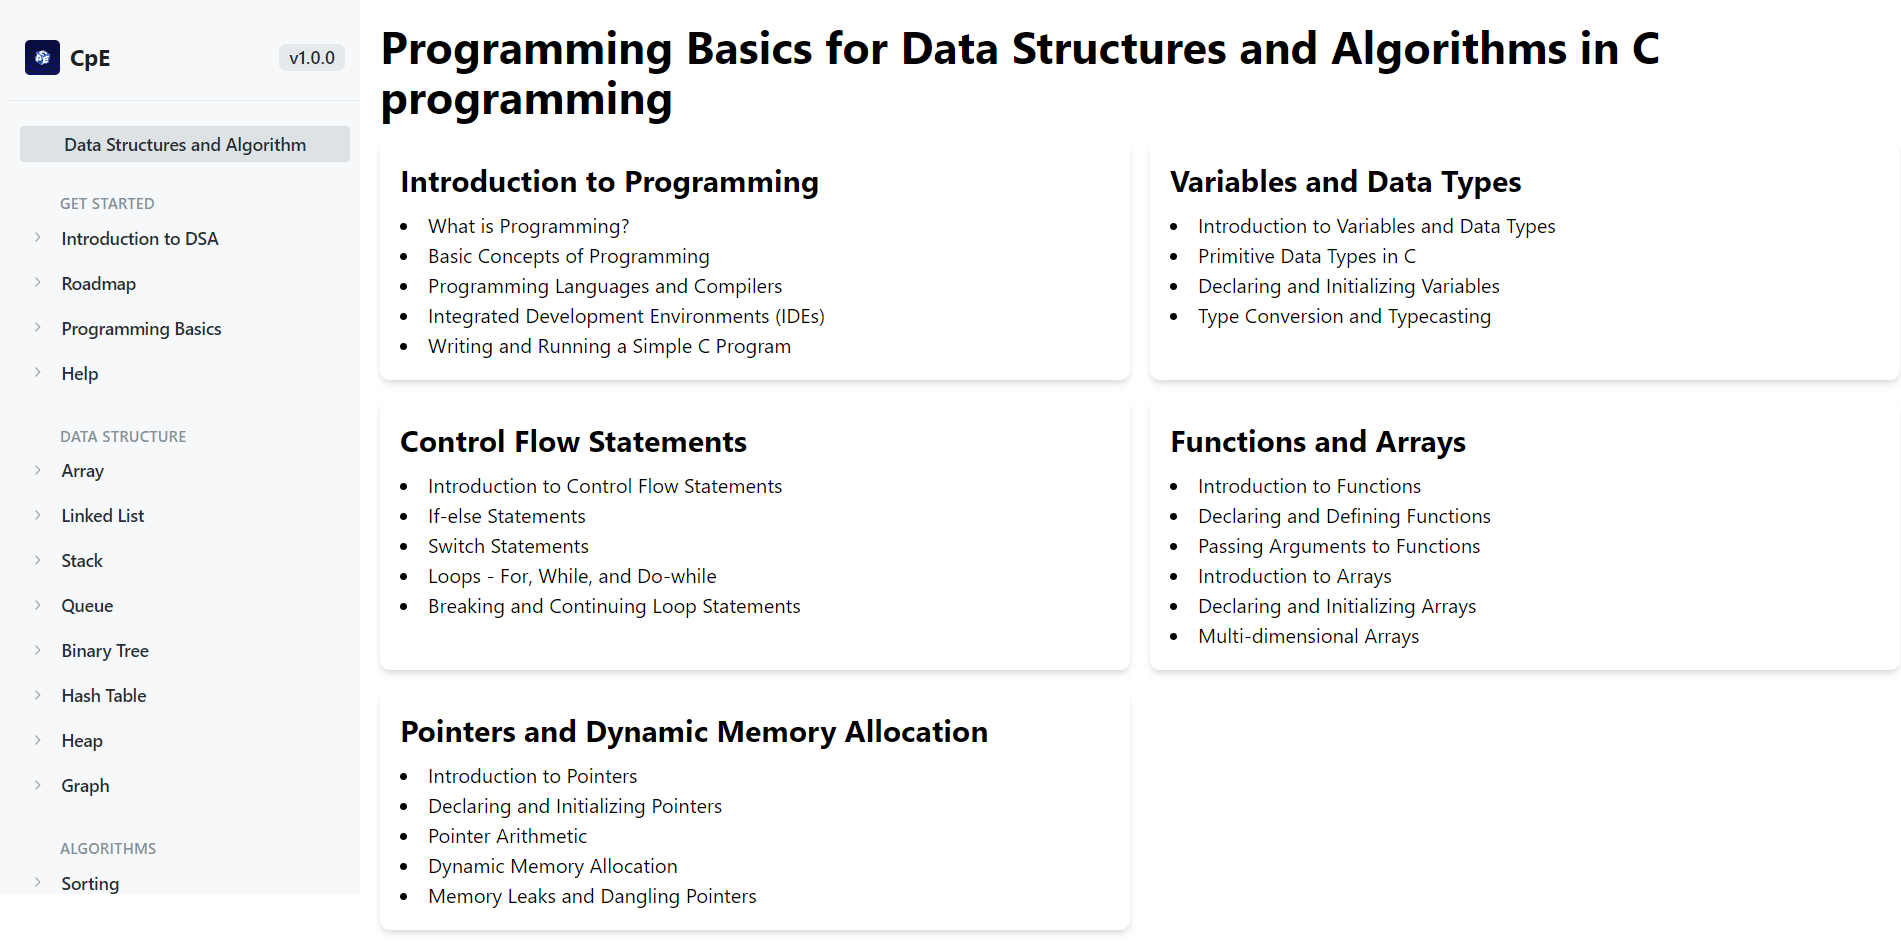 CpE
v1.0.0
Data Structures and Algorithm
GET STARTED
Introduction to DSA
Roadmap
Programming Basics
Help
DATA STRUCTURE
Array
Linked List
Stack
Queue
Binary Tree
Hash Table
Heap
Graph
ALGORITHMS
Sorting
Programming Basics for Data Structures and Algorithms in C
programming
Introduction to Programming
What is Programming?
Basic Concepts of Programming
Programming Languages and Compilers
Integrated Development Environments (IDEs)
Writing and Running a Simple C Program
Variables and Data Types
Introduction to Variables and Data Types
Primitive Data Types in C
Declaring and Initializing Variables
Type Conversion and Typecasting
Control Flow Statements
Introduction to Control Flow Statements
If-else Statements
Switch Statements
Loops - For, While, and Do-while
Breaking and Continuing Loop Statements
Functions and Arrays
Introduction to Functions
Declaring and Defining Functions
Passing Arguments to Functions
Introduction to Arrays
Declaring and Initializing Arrays
Multi-dimensional Arrays
Pointers and Dynamic Memory Allocation
Introduction to Pointers
Declaring and Initializing Pointers
Pointer Arithmetic
Dynamic Memory Allocation
Memory Leaks and Dangling Pointers